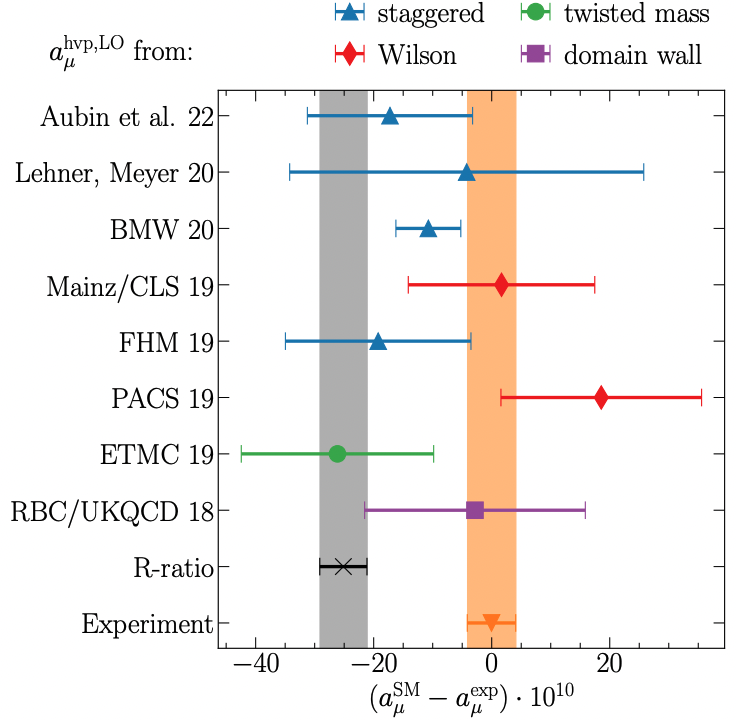 staggered twisted mass
a_μ^hvp,LO from: Wilson domain wall
Aubin et al. 22
Lehner, Meyer 20
BMW 20
Mainz/CLS 19
FHM 19
PACS 19
ETMC 19
RBC/UKQCD 18
R-ratio
Experiment
−40 −20 0 20
(a_μ^SM − a_μ^exp) · 10^10